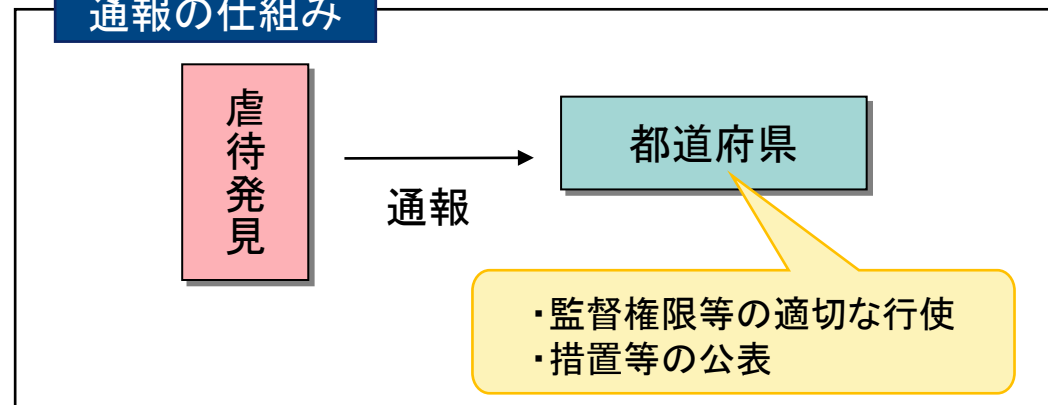 通報の仕組み
虐待発見
通報
都道府県
・監督権限等の適切な行使
・措置等の公表